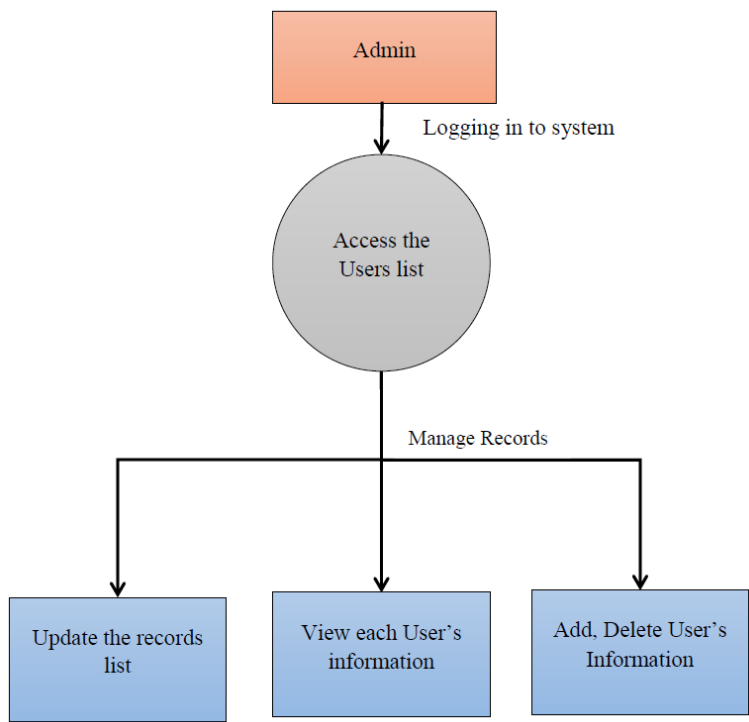 Admin
Logging in to system
Access the
Users list
Manage Records
Update the records
list
View each User’s
information
Add, Delete User’s
Information